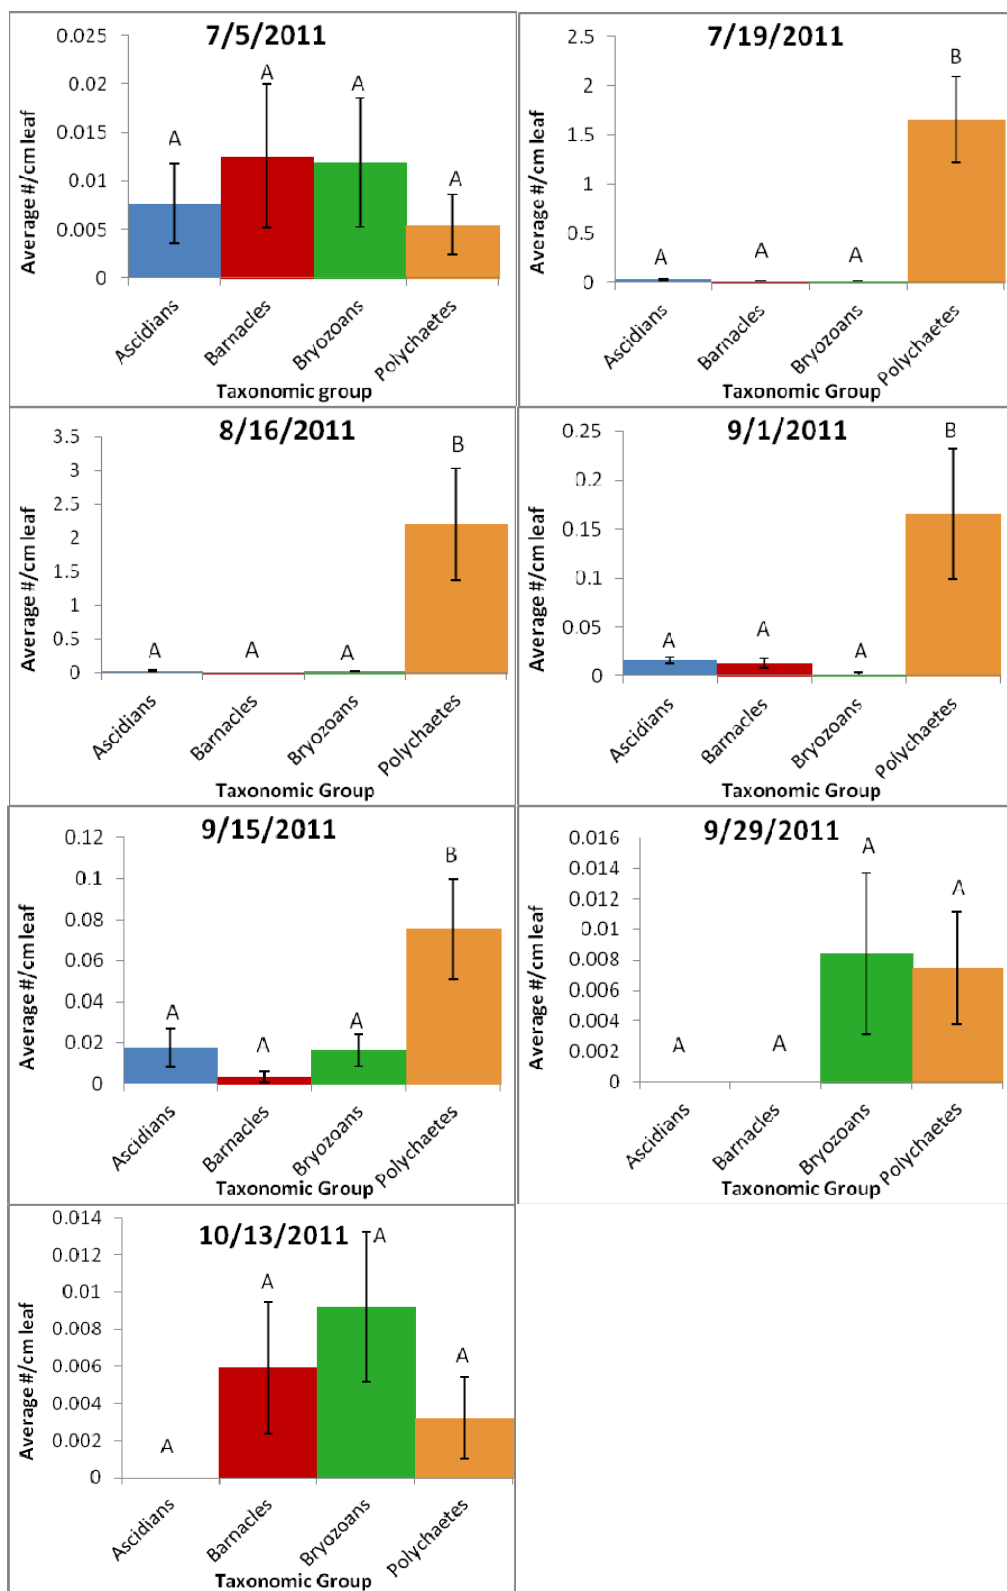 7/5/2011
0.025
0.02
0.015
0.01
0.005
0
Average #/cm leaf
A
A
A
A
Ascidians
Barnacles
Bryozoans
Polychaetes
Taxonomic group
7/19/2011
2.5
2
1.5
1
0.5
0
Average #/cm leaf
A
A
A
B
Ascidians
Barnacles
Bryozoans
Polychaetes
Taxonomic Group
8/16/2011
3.5
3
2.5
2
1.5
1
0.5
0
Average #/cm leaf
A
A
A
B
Ascidians
Barnacles
Bryozoans
Polychaetes
Taxonomic Group
9/1/2011
0.25
0.2
0.15
0.1
0.05
0
Average #/cm leaf
A
A
A
B
Ascidians
Barnacles
Bryozoans
Polychaetes
Taxonomic Group
9/15/2011
0.12
0.1
0.08
0.06
0.04
0.02
0
Average #/cm leaf
A
A
A
B
Ascidians
Barnacles
Bryozoans
Polychaetes
Taxonomic Group
9/29/2011
0.016
0.014
0.012
0.01
0.008
0.006
0.004
0.002
0
Average #/cm leaf
A
A
A
A
Ascidians
Barnacles
Bryozoans
Polychaetes
Taxonomic Group
10/13/2011
0.014
0.012
0.01
0.008
0.006
0.004
0.002
0
Average #/cm leaf
A
A
A
A
Ascidians
Barnacles
Bryozoans
Polychaetes
Taxonomic Group